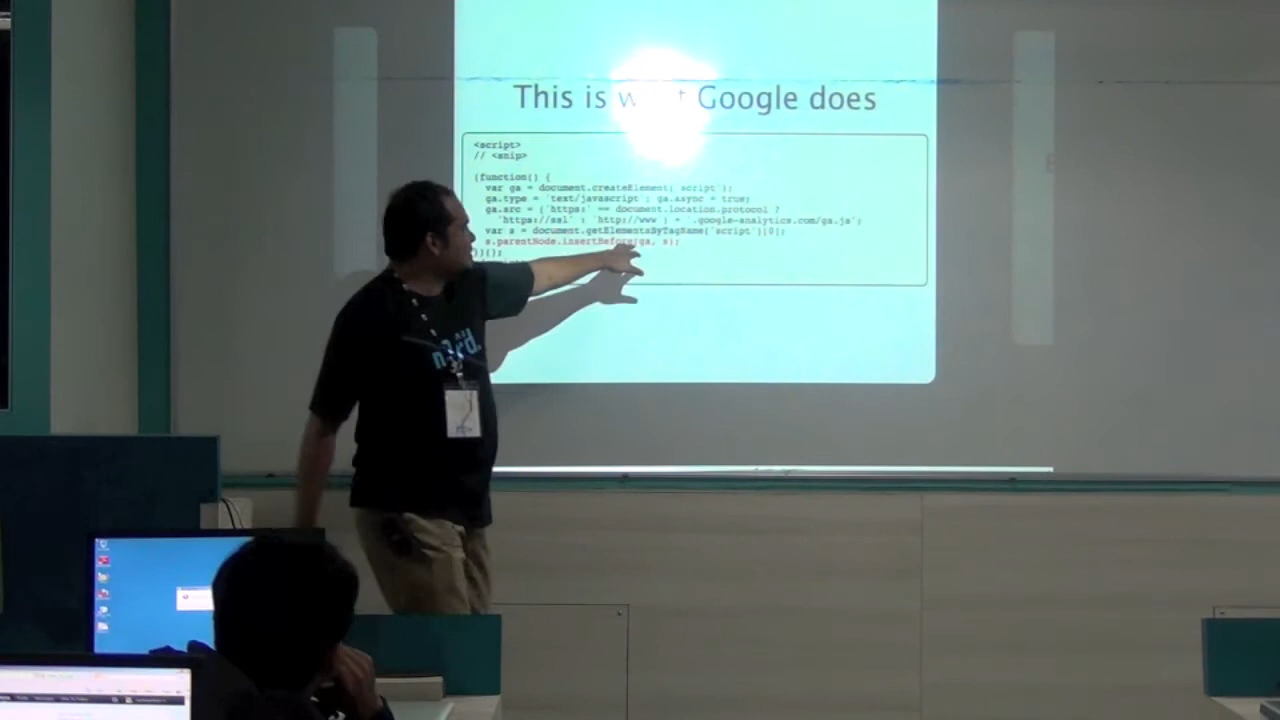 This is what Google does
<script>
// <snip>
(function() {
var ga = document.createElement('script');
ga.type = 'text/javascript'; ga.async = true;
ga.src = ('https:' == document.location.protocol ?
'https://ssl' : 'http://www') + '.google-analytics.com/ga.js';
var s = document.getElementsByTagName('script')[0];
s.parentNode.insertBefore(ga, s);
})();